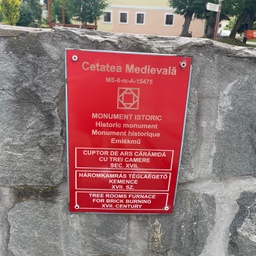 Cetatea Medievală
MS-II-m-A-15475
MONUMENT ISTORIC
Historic monument
Monument historique
Emlékmű
CUPTOR DE ARS CĂRĂMIDĂ
CU TREI CAMERE
SEC. XVII.
HÁROMKAMRÁS TÉGLAÉGETŐ
KEMENCE
XVII. SZ.
TREE ROOMS FURNACE
FOR BRICK BURNING
XVII. CENTURY